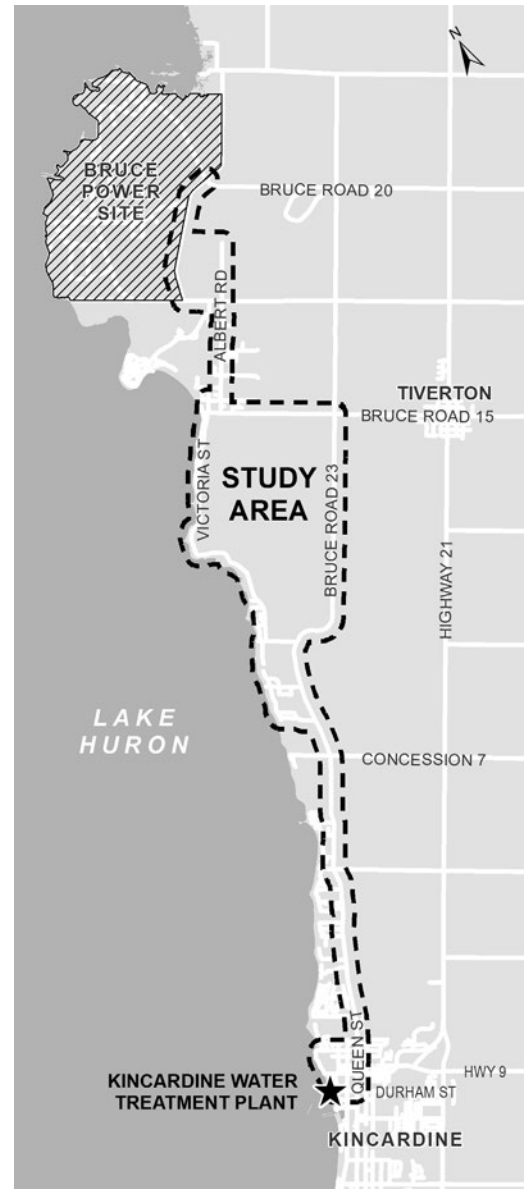 N
BRUCE
POWER
SITE
BRUCE ROAD 20
ALBERT RD
TIVERTON
BRUCE ROAD 15
VICTORIA ST
STUDY
AREA
BRUCE ROAD 23
HIGHWAY 21
LAKE
HURON
CONCESSION 7
QUEEN ST
HWY 9
KINCARDINE WATER
TREATMENT PLANT
DURHAM ST
KINCARDINE